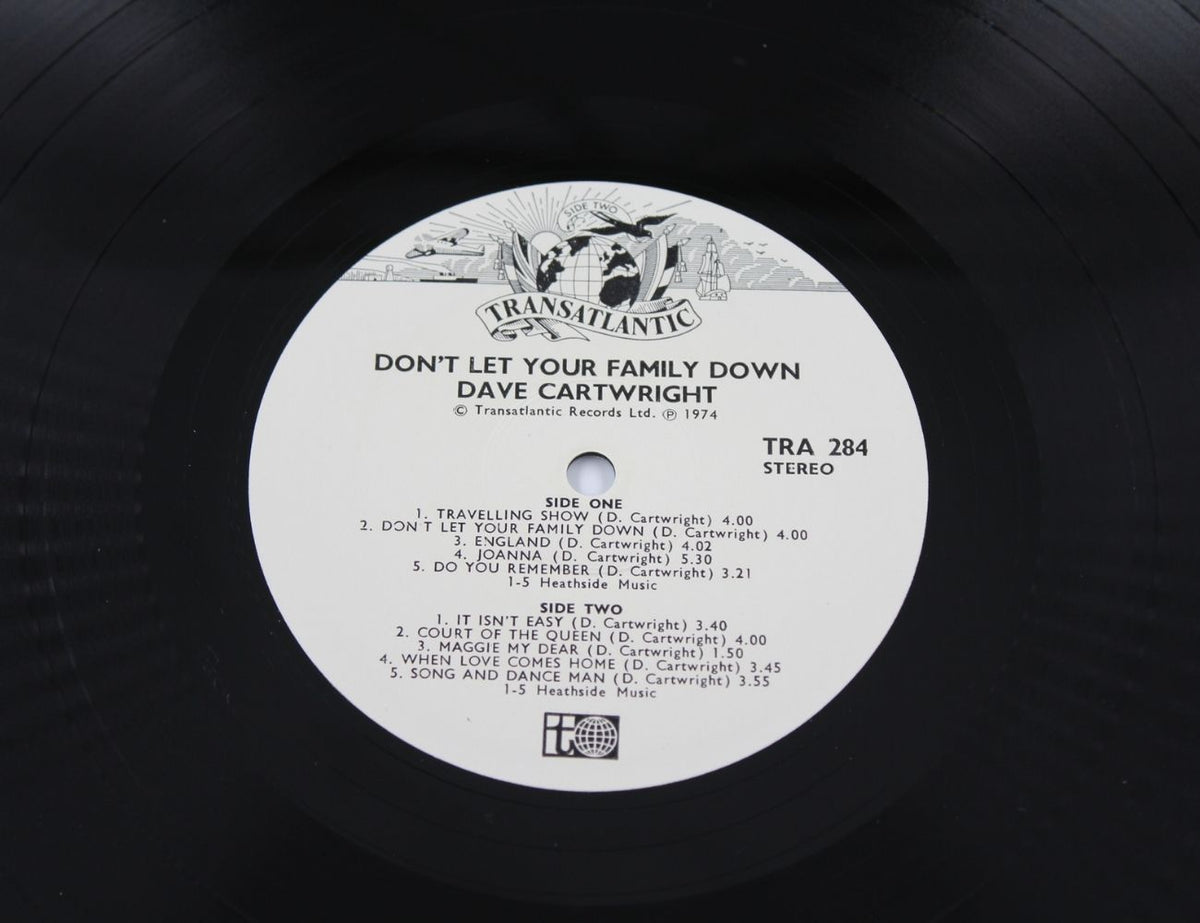 SIDE TWO
TRANSATLANTIC
DON'T LET YOUR FAMILY DOWN
DAVE CARTWRIGHT
© Transatlantic Records Ltd. ℗ 1974
TRA 284
STEREO
SIDE ONE
1. TRAVELLING SHOW (D. Cartwright) 4.00
2. DON T LET YOUR FAMILY DOWN (D. Cartwright) 4.00
3. ENGLAND (D. Cartwright) 4.02
4. JOANNA (D. Cartwright) 5.30
5. DO YOU REMEMBER (D. Cartwright) 3.21
1-5 Heathside Music
SIDE TWO
1. IT ISN'T EASY (D. Cartwright) 3.40
2. COURT OF THE QUEEN (D. Cartwright) 4.00
3. MAGGIE MY DEAR (D. Cartwright) 1.50
4. WHEN LOVE COMES HOME (D. Cartwright) 3.45
5. SONG AND DANCE MAN (D. Cartwright) 3.55
1-5 Heathside Music
it